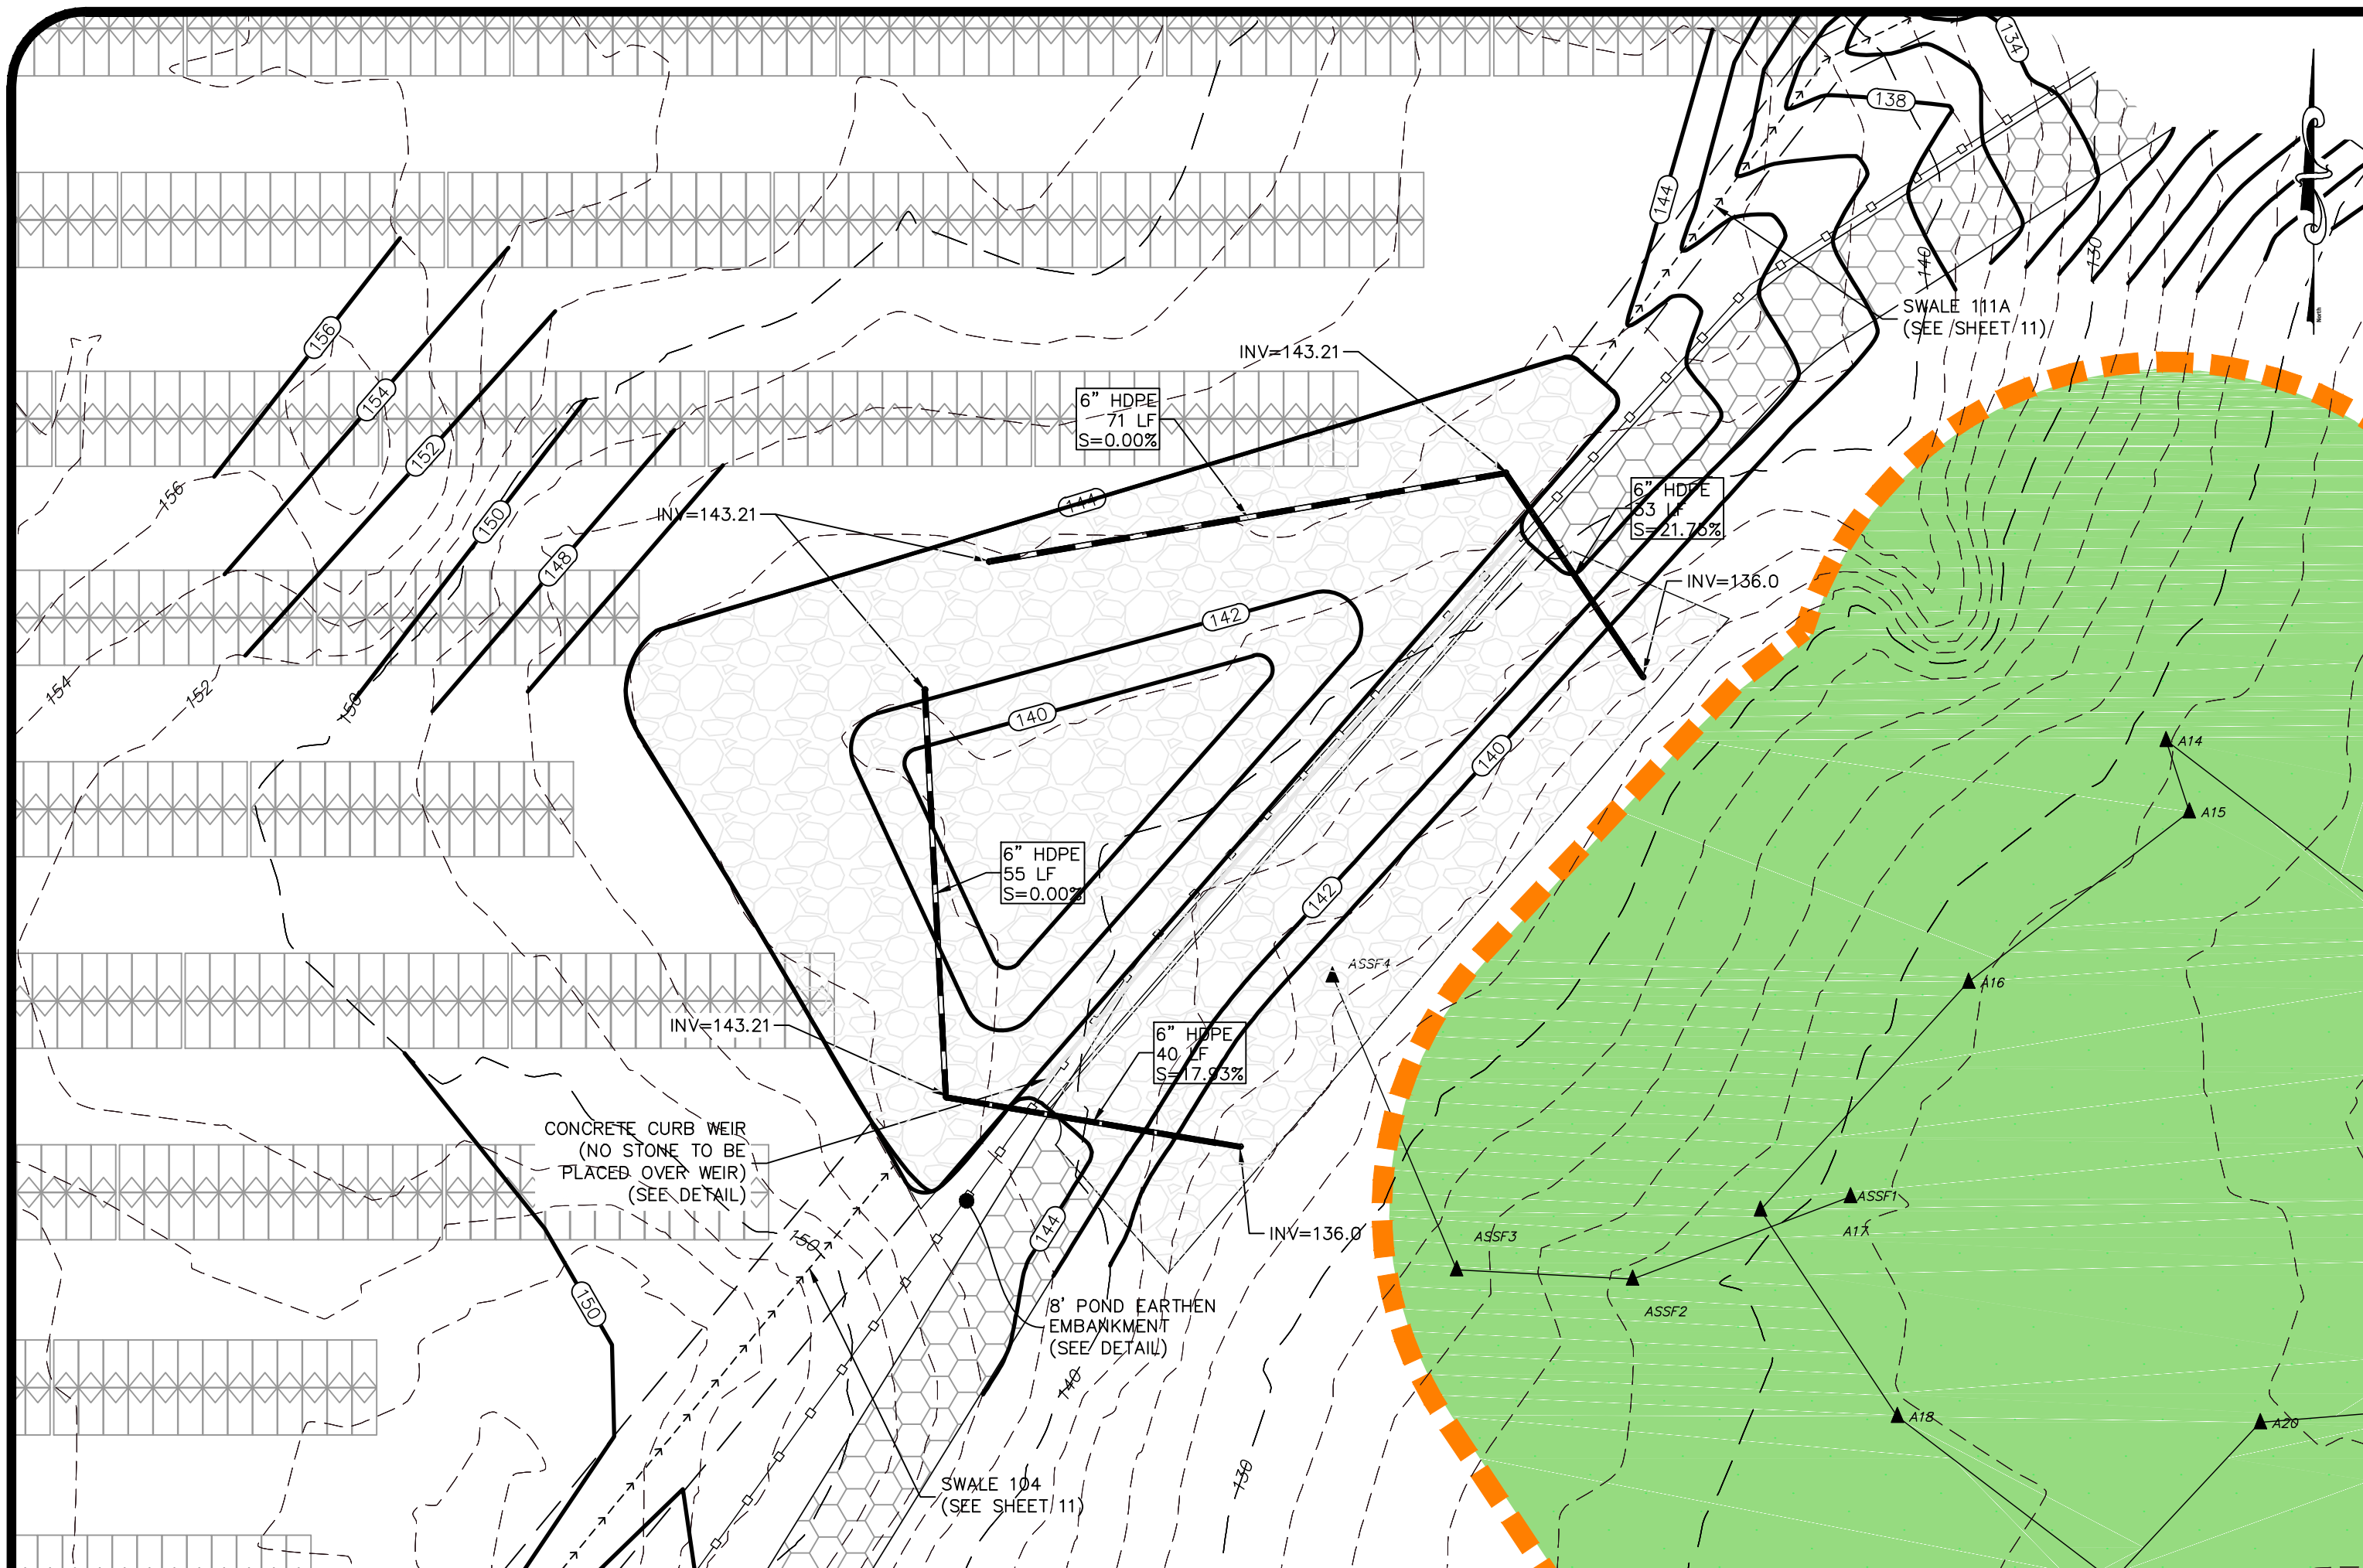 134
138
144
140
130
SWALE 111A
(SEE SHEET 11)
North
INV=143.21
6" HDPE
71 LF
S=0.00%
156
154
152
150
148
144
INV=143.21
6" HDPE
33 LF
S=21.75%
INV=136.0
156
154
152
150
142
140
140
142
A14
A15
A16
6" HDPE
55 LF
S=0.00%
ASSF4
INV=143.21
6" HDPE
40 LF
S=17.93%
CONCRETE CURB WEIR
(NO STONE TO BE
PLACED OVER WEIR)
(SEE DETAIL)
150
144
INV=136.0
ASSF1
A17
ASSF3
ASSF2
150
8' POND EARTHEN
EMBANKMENT
(SEE DETAIL)
140
130
A18
A20
SWALE 104
(SEE SHEET 11)